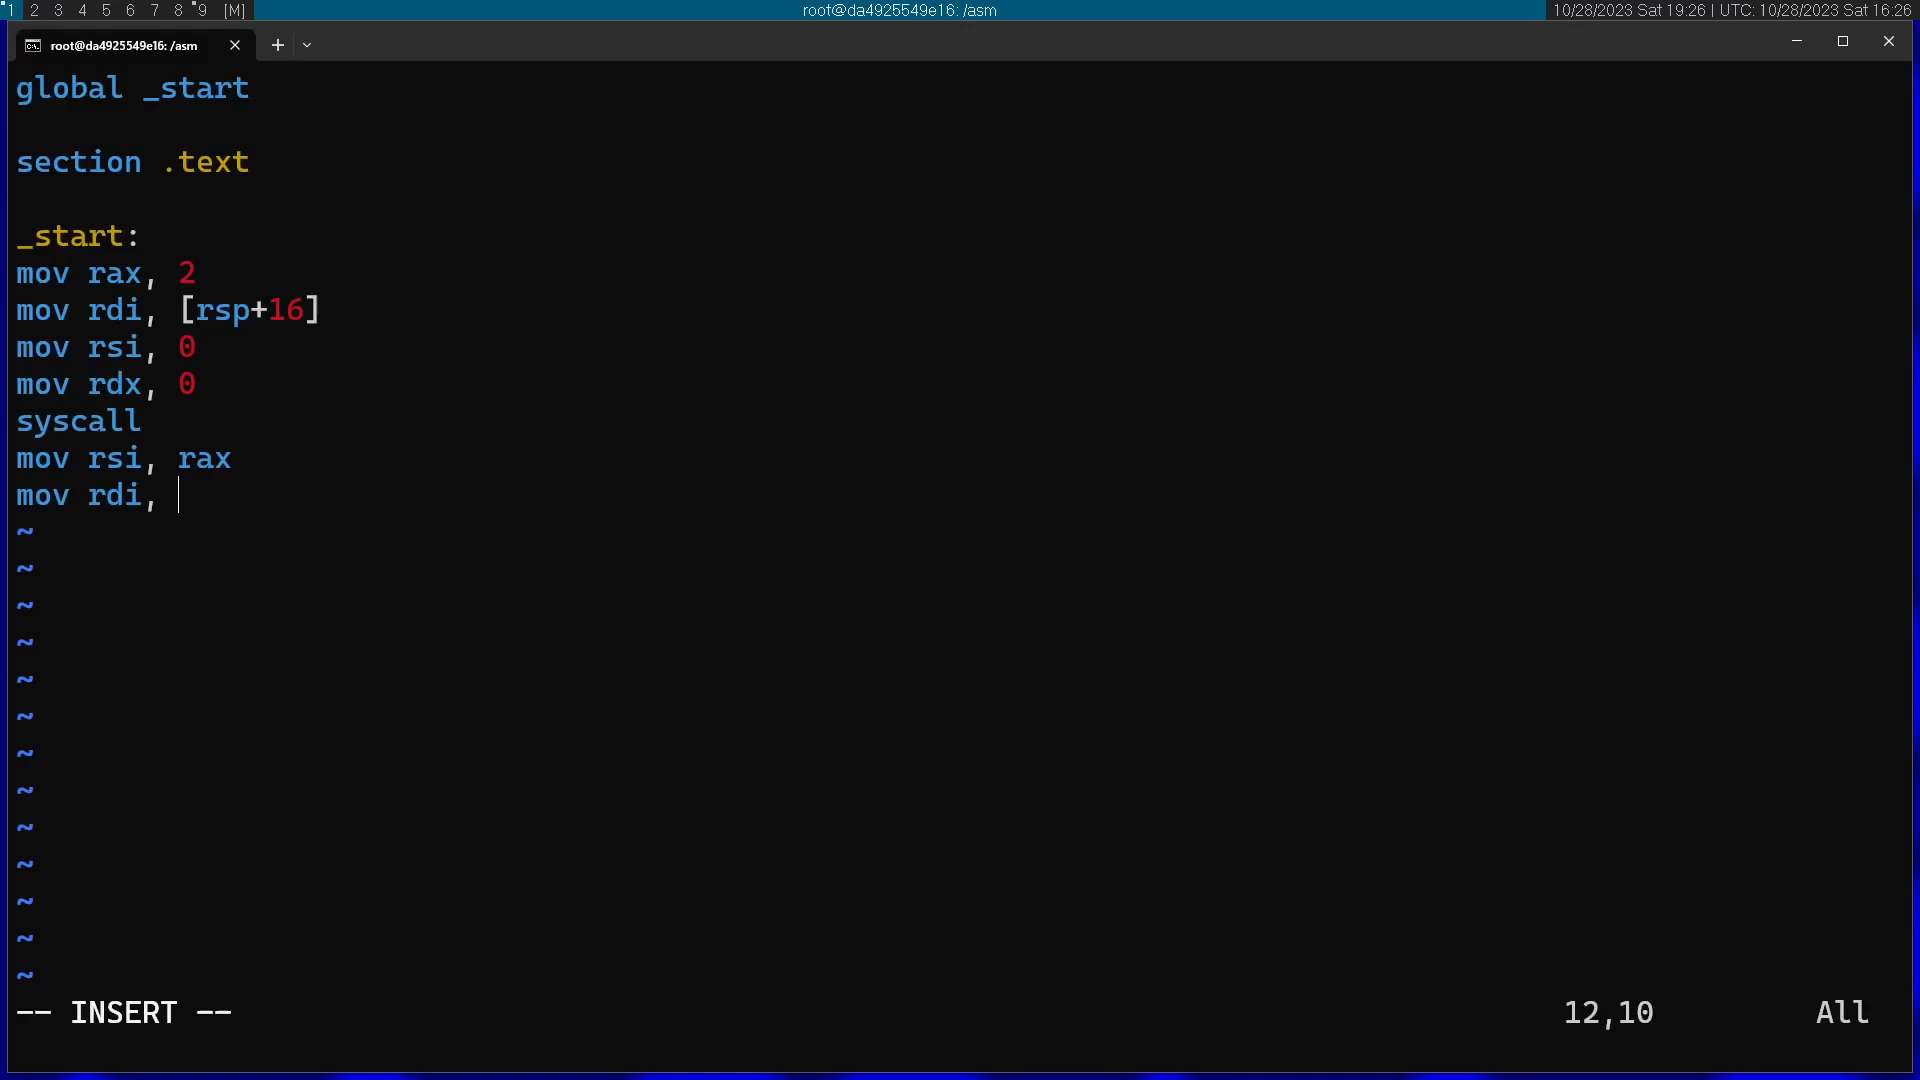 1 2 3 4 5 6 7 8 9 [M] root@da4925549e16: /asm 10/28/2023 Sat 19:26 | UTC: 10/28/2023 Sat 16:26
root@da4925549e16: /asm
global _start
section .text
_start:
mov rax, 2
mov rdi, [rsp+16]
mov rsi, 0
mov rdx, 0
syscall
mov rsi, rax
mov rdi,
~
~
~
~
~
~
~
~
~
~
~
~
~
-- INSERT -- 12,10 All